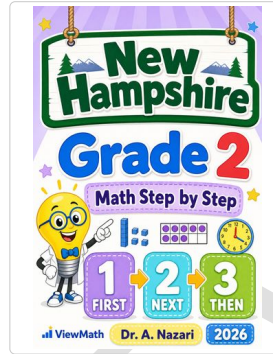 New
Hampshire
Grade 2
Math Step by Step
1 2 3
FIRST NEXT THEN
ViewMath Dr. A. Nazari 2026